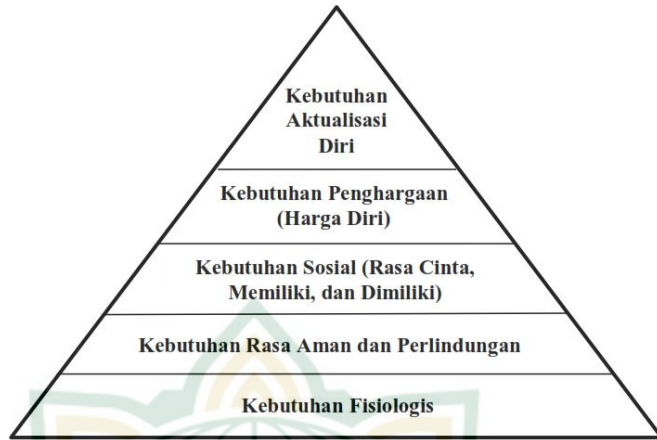 Kebutuhan
Aktualisasi
Diri
Kebutuhan Penghargaan
(Harga Diri)
Kebutuhan Sosial (Rasa Cinta,
Memiliki, dan Dimiliki)
Kebutuhan Rasa Aman dan Perlindungan
Kebutuhan Fisiologis